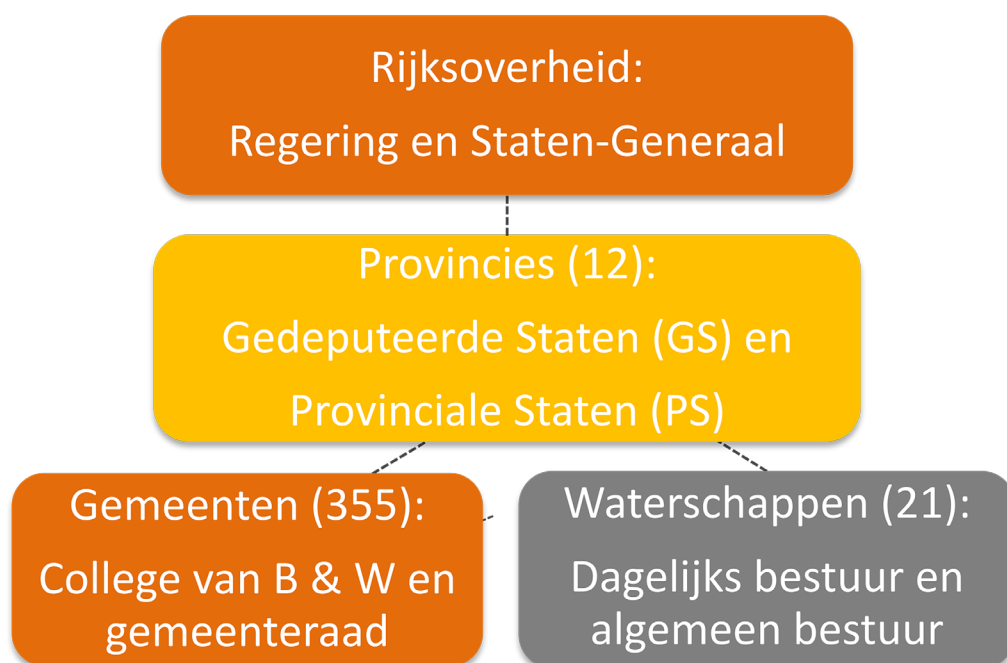 Rijksoverheid:
Regering en Staten-Generaal
Provincies (12):
Gedeputeerde Staten (GS) en
Provinciale Staten (PS)
Gemeenten (355):
College van B & W en
gemeenteraad
Waterschappen (21):
Dagelijks bestuur en
algemeen bestuur